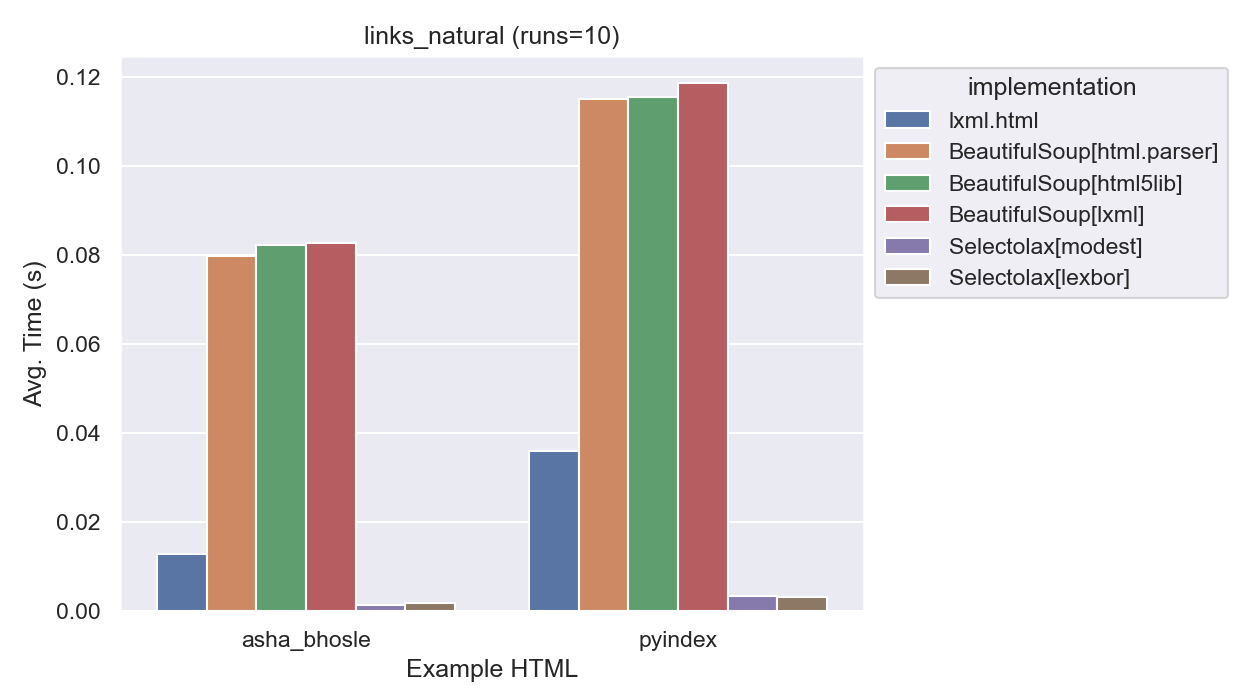 links_natural (runs=10)
0.12
0.10
0.08
0.06
0.04
0.02
0.00
Avg. Time (s)
asha_bhosle
pyindex
Example HTML
implementation
lxml.html
BeautifulSoup[html.parser]
BeautifulSoup[html5lib]
BeautifulSoup[lxml]
Selectolax[modest]
Selectolax[lexbor]